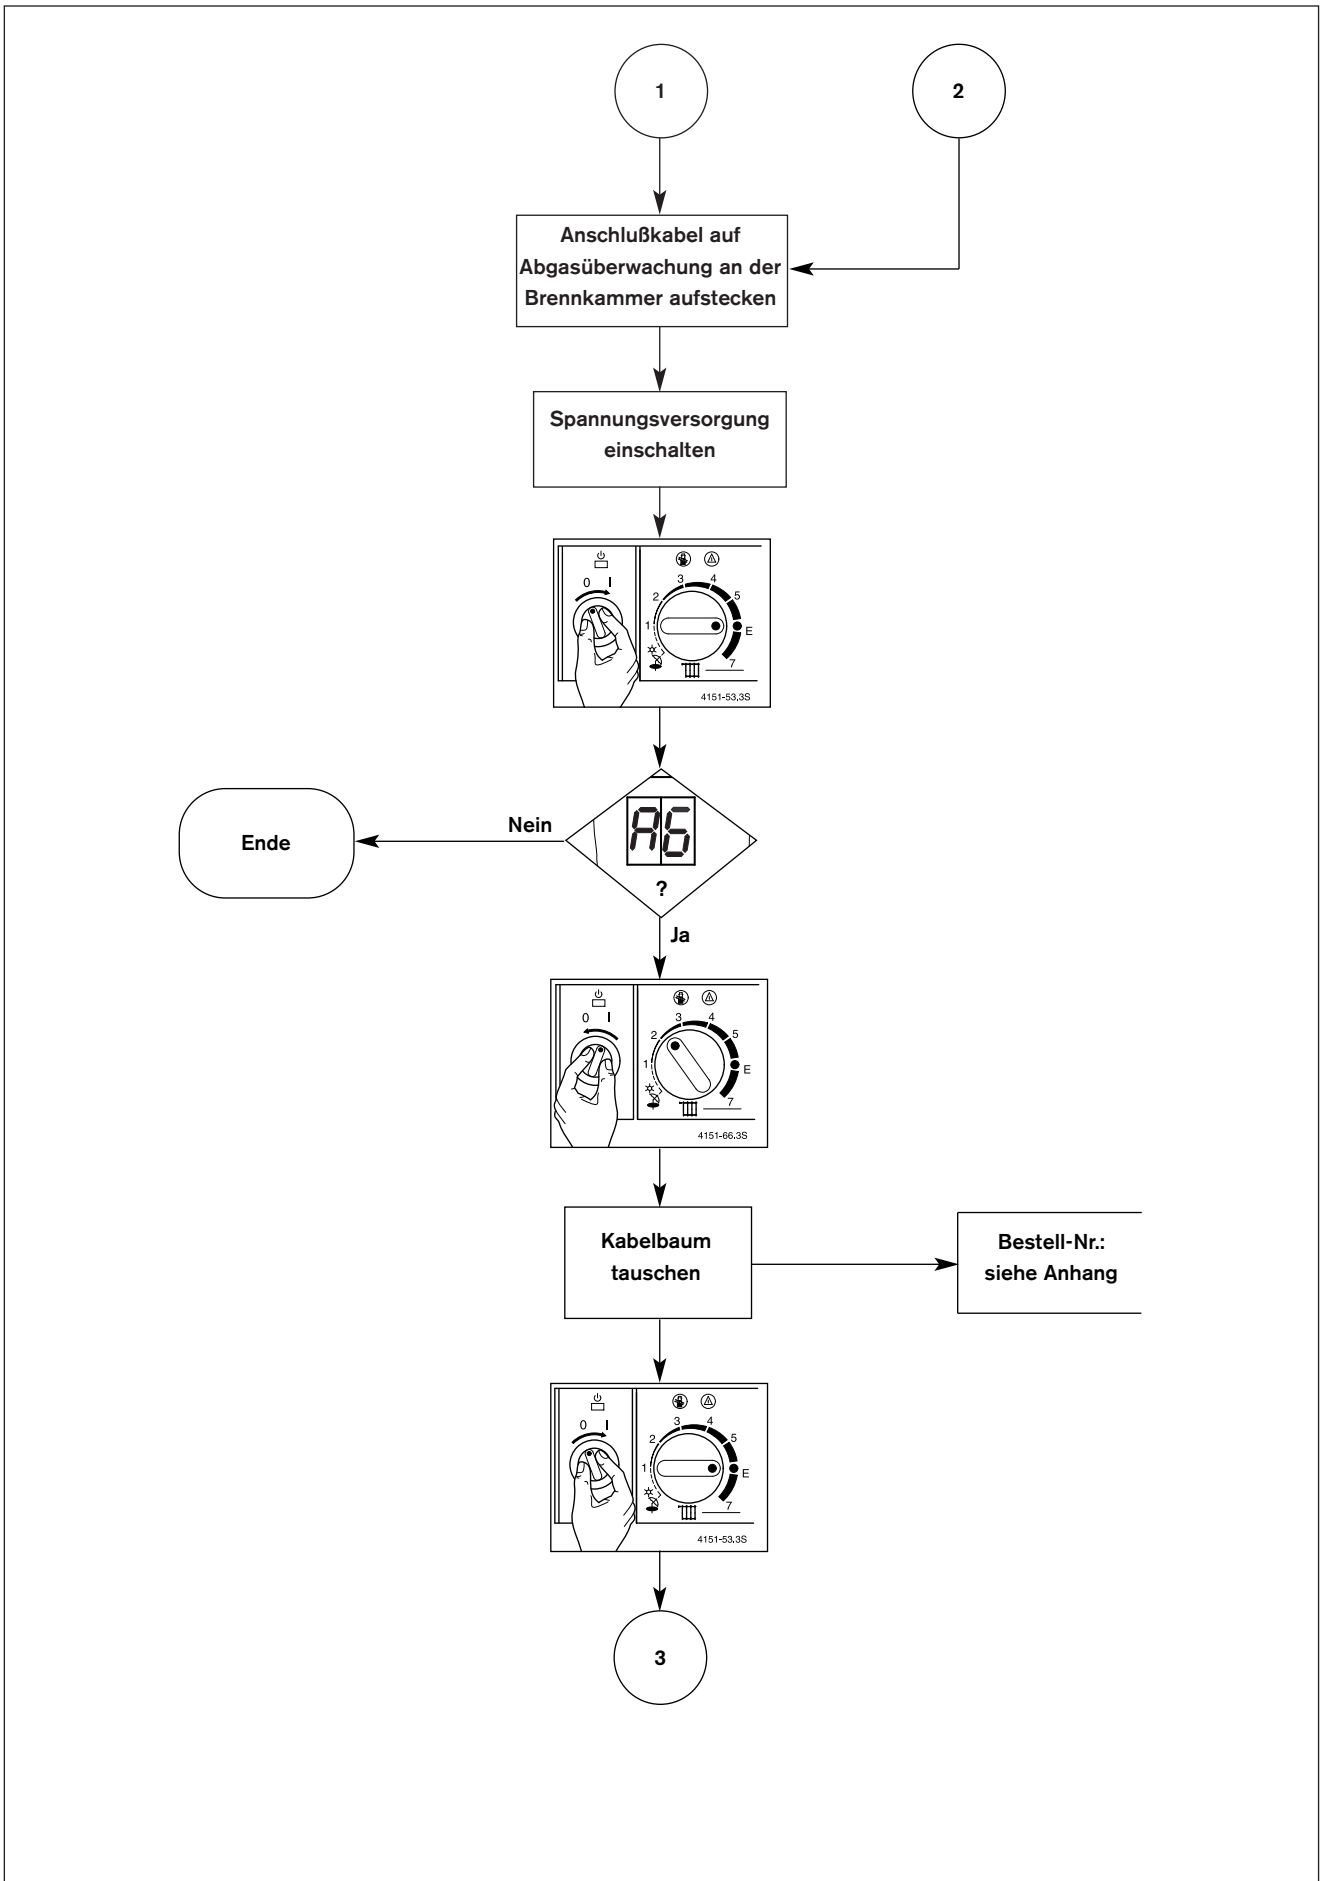 1
2
Anschlußkabel auf
Abgasüberwachung an der
Brennkammer aufstecken
Spannungsversorgung
einschalten
0 I
3 4
2 5
1 E
7
4151-53.3S
A6
?
Nein
Ende
Ja
0 I
3 4
2 5
1 E
7
4151-66.3S
Kabelbaum
tauschen
Bestell-Nr.:
siehe Anhang
0 I
3 4
2 5
1 E
7
4151-53.3S
3